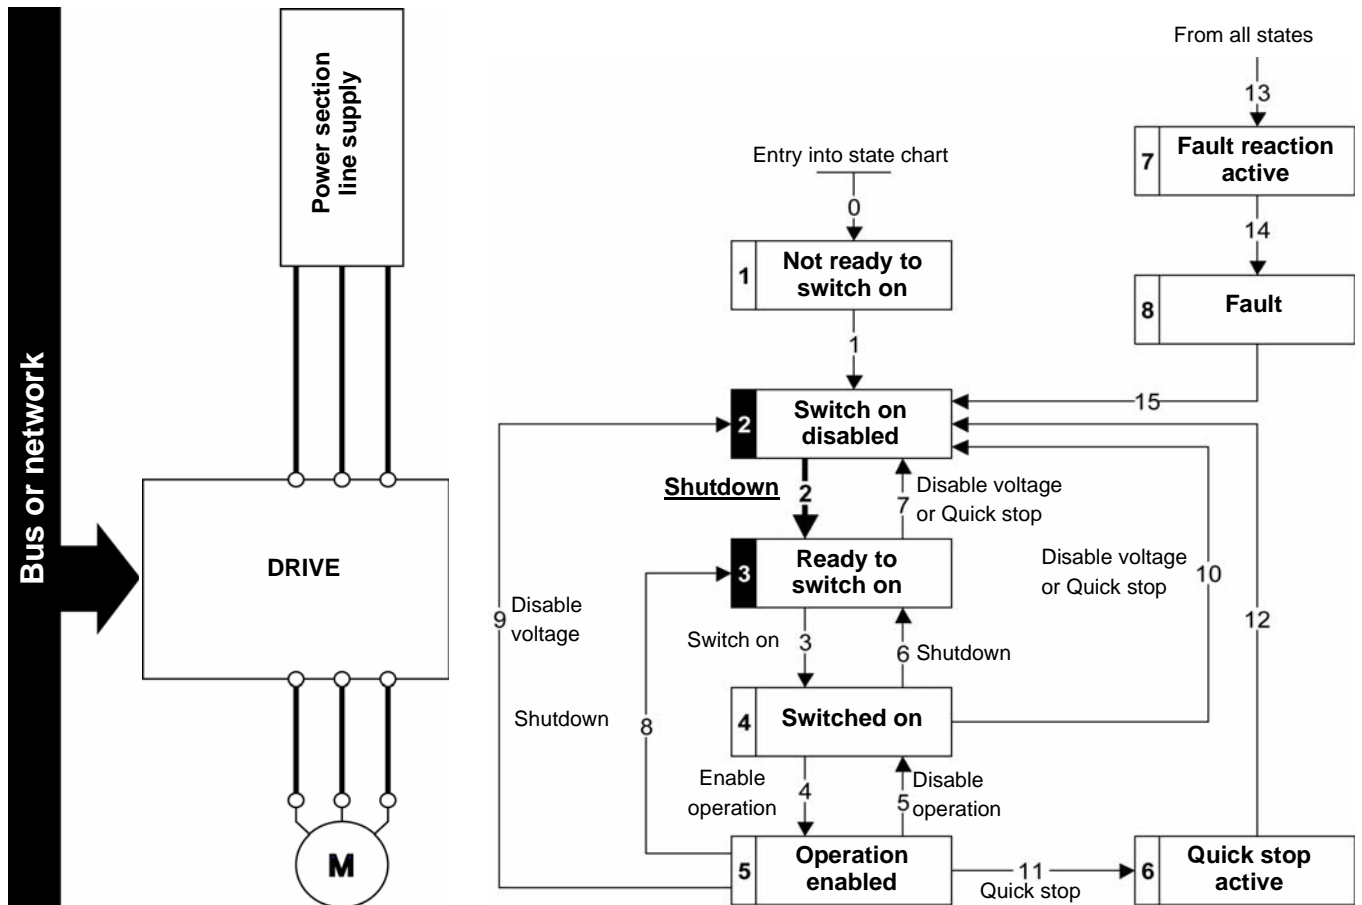 Bus or network
Power section
line supply
DRIVE
M
From all states
13
7
Fault reaction
active
14
8
Fault
15
Entry into state chart
0
1
Not ready to
switch on
1
2
Switch on
disabled
Shutdown
2
7
Disable voltage
or Quick stop
3
Ready to
switch on
Disable voltage
or Quick stop
10
12
9
Disable
voltage
Switch on
3
6
Shutdown
Shutdown
8
4
Switched on
Enable
operation
4
5
Disable
operation
5
Operation
enabled
11
Quick stop
6
Quick stop
active